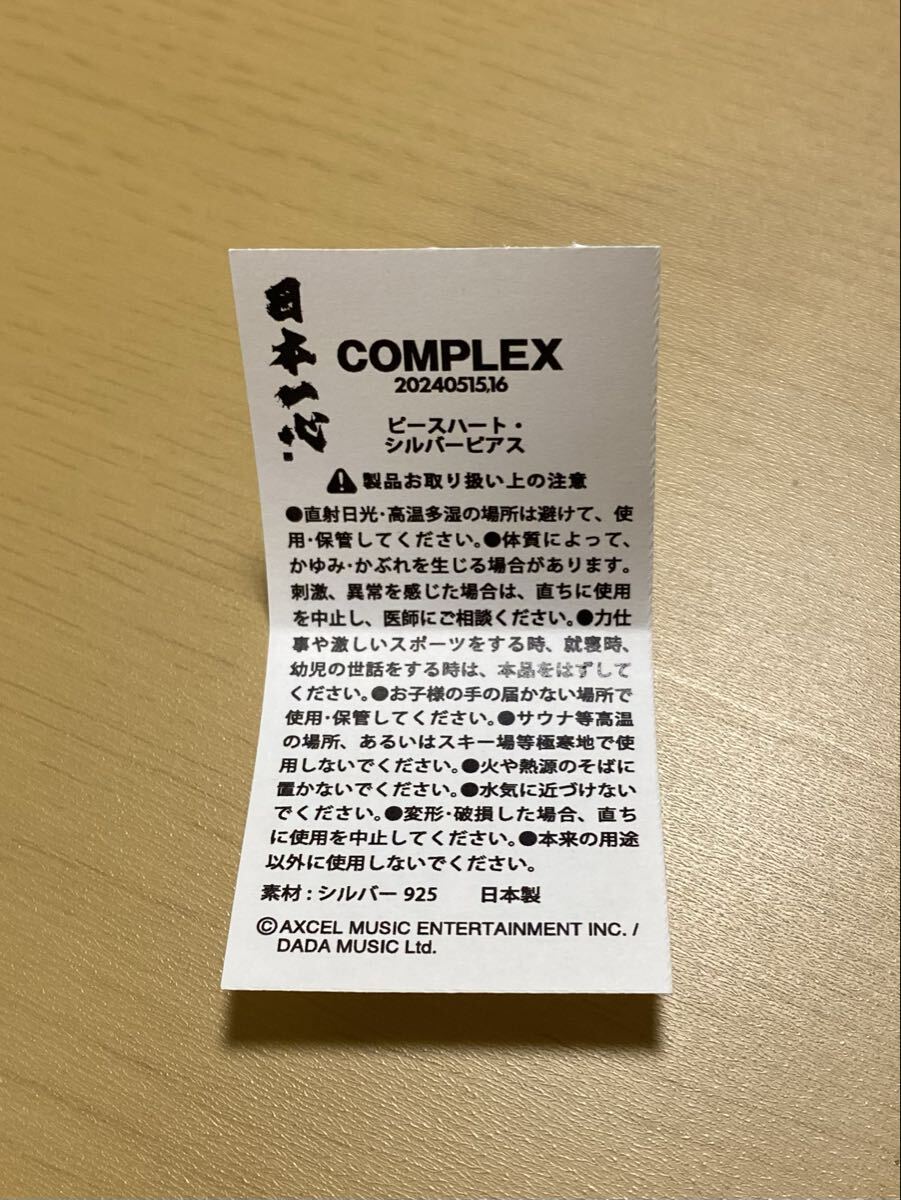 日本一心
COMPLEX
20240515,16
ピースハート・
シルバーピアス
製品お取り扱い上の注意
●直射日光・高温多湿の場所は避けて、使
用・保管してください。●体質によって、
かゆみ・かぶれを生じる場合があります。
刺激、異常を感じた場合は、直ちに使用
を中止し、医師にご相談ください。●力仕
事や激しいスポーツをする時、就寝時、
幼児の世話をする時は、本品をはずして
ください。●お子様の手の届かない場所で
使用・保管してください。●サウナ等高温
の場所、あるいはスキー場等極寒地で使
用しないでください。●火や熱源のそばに
置かないでください。●水気に近づけない
でください。●変形・破損した場合、直ち
に使用を中止してください。●本来の用途
以外に使用しないでください。
素材：シルバー 925 日本製
©AXCEL MUSIC ENTERTAINMENT INC. /
DADA MUSIC Ltd.